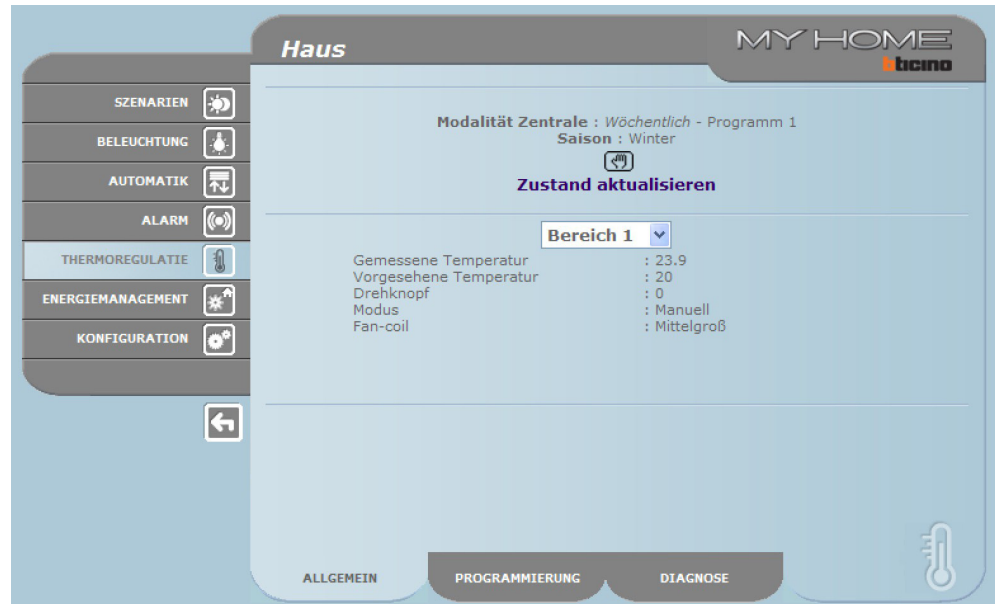 Haus
MY HOME
bticino
SZENARIEN
BELEUCHTUNG
AUTOMATIK
ALARM
THERMOREGULATIE
ENERGIEMANAGEMENT
KONFIGURATION
Modalität Zentrale : Wöchentlich - Programm 1
Saison : Winter
Zustand aktualisieren
Bereich 1
Gemessene Temperatur : 23.9
Vorgesehene Temperatur : 20
Drehknopf : 0
Modus : Manuell
Fan-coil : Mittelgroß
ALLGEMEIN
PROGRAMMIERUNG
DIAGNOSE